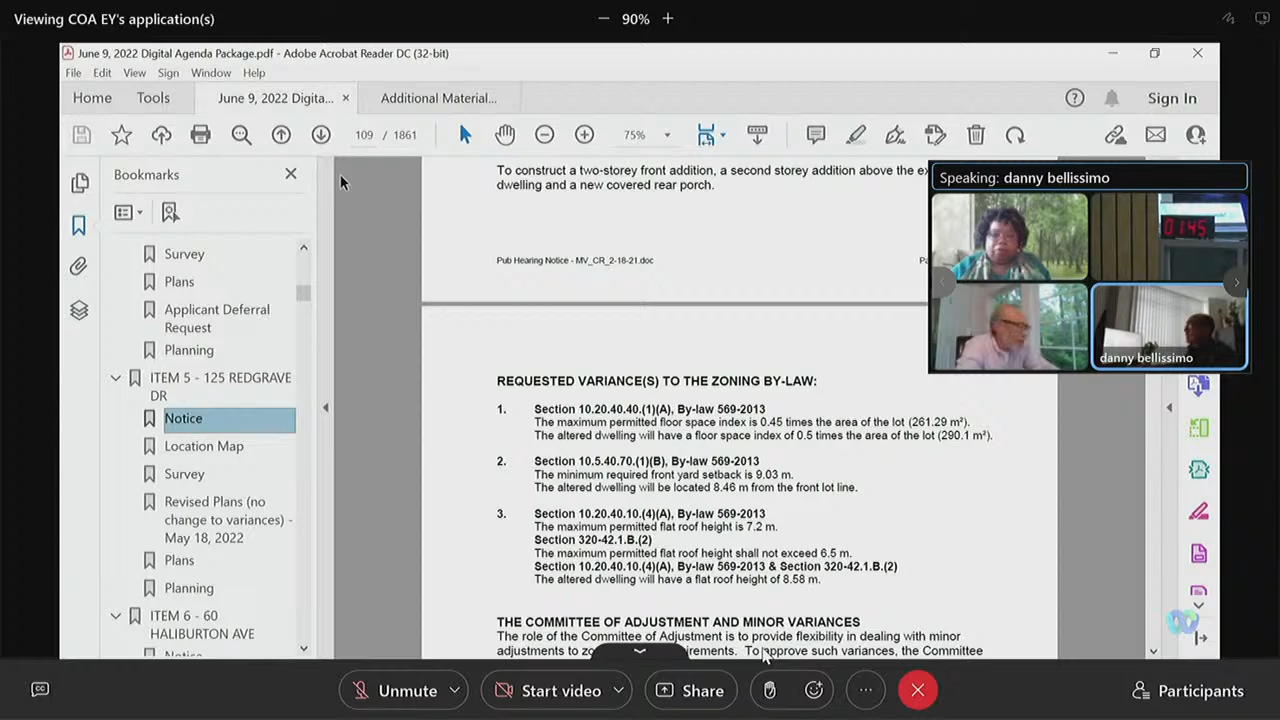 Viewing COA EY's application(s)
90%
June 9, 2022 Digital Agenda Package.pdf - Adobe Acrobat Reader DC (32-bit)
File Edit View Sign Window Help
Home Tools June 9, 2022 Digita... Additional Material... Sign In
109 / 1861 75%
Bookmarks
Survey
Plans
Applicant Deferral
Request
Planning
ITEM 5 - 125 REDGRAVE
DR
Notice
Location Map
Survey
Revised Plans (no
change to variances) -
May 18, 2022
Plans
Planning
ITEM 6 - 60
HALIBURTON AVE
To construct a two-storey front addition, a second storey addition above the
dwelling and a new covered rear porch.
Pub Hearing Notice - MV_CR_2-18-21.doc
REQUESTED VARIANCE(S) TO THE ZONING BY-LAW:
1. Section 10.20.40.40.(1)(A), By-law 569-2013
The maximum permitted floor space index is 0.45 times the area of the lot (261.29 m²).
The altered dwelling will have a floor space index of 0.5 times the area of the lot (290.1 m²).
2. Section 10.5.40.70.(1)(B), By-law 569-2013
The minimum required front yard setback is 9.03 m.
The altered dwelling will be located 8.46 m from the front lot line.
3. Section 10.20.40.10.(4)(A), By-law 569-2013
The maximum permitted flat roof height is 7.2 m.
Section 320-42.1.B.(2)
The maximum permitted flat roof height shall not exceed 6.5 m.
Section 10.20.40.10.(4)(A), By-law 569-2013 & Section 320-42.1.B.(2)
The altered dwelling will have a flat roof height of 8.58 m.
THE COMMITTEE OF ADJUSTMENT AND MINOR VARIANCES
The role of the Committee of Adjustment is to provide flexibility in dealing with minor
adjustments to To approve such variances, the Committee
Speaking: danny bellissimo
01:45
danny bellissimo
Unmute Start video Share Participants